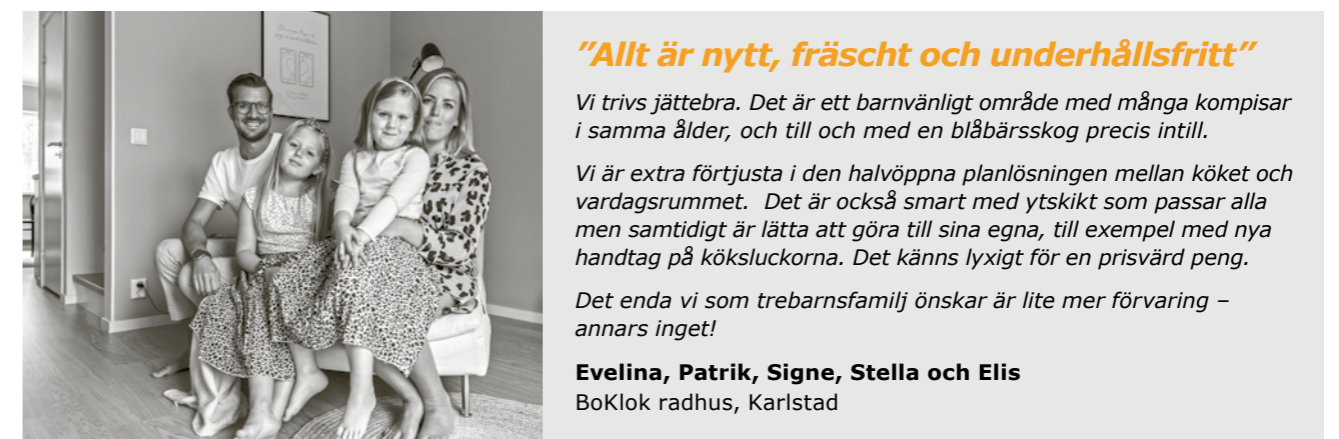 ”Allt är nytt, fräscht och underhållsfritt”
Vi trivs jättebra. Det är ett barnvänligt område med många kompisar
i samma ålder, och till och med en blåbärsskog precis intill.
Vi är extra förtjusta i den halvöppna planlösningen mellan köket och
vardagsrummet.  Det är också smart med ytskikt som passar alla
men samtidigt är lätta att göra till sina egna, till exempel med nya
handtag på köksluckorna. Det känns lyxigt för en prisvärd peng.
Det enda vi som trebarnsfamilj önskar är lite mer förvaring –
annars inget!
Evelina, Patrik, Signe, Stella och Elis
BoKlok radhus, Karlstad